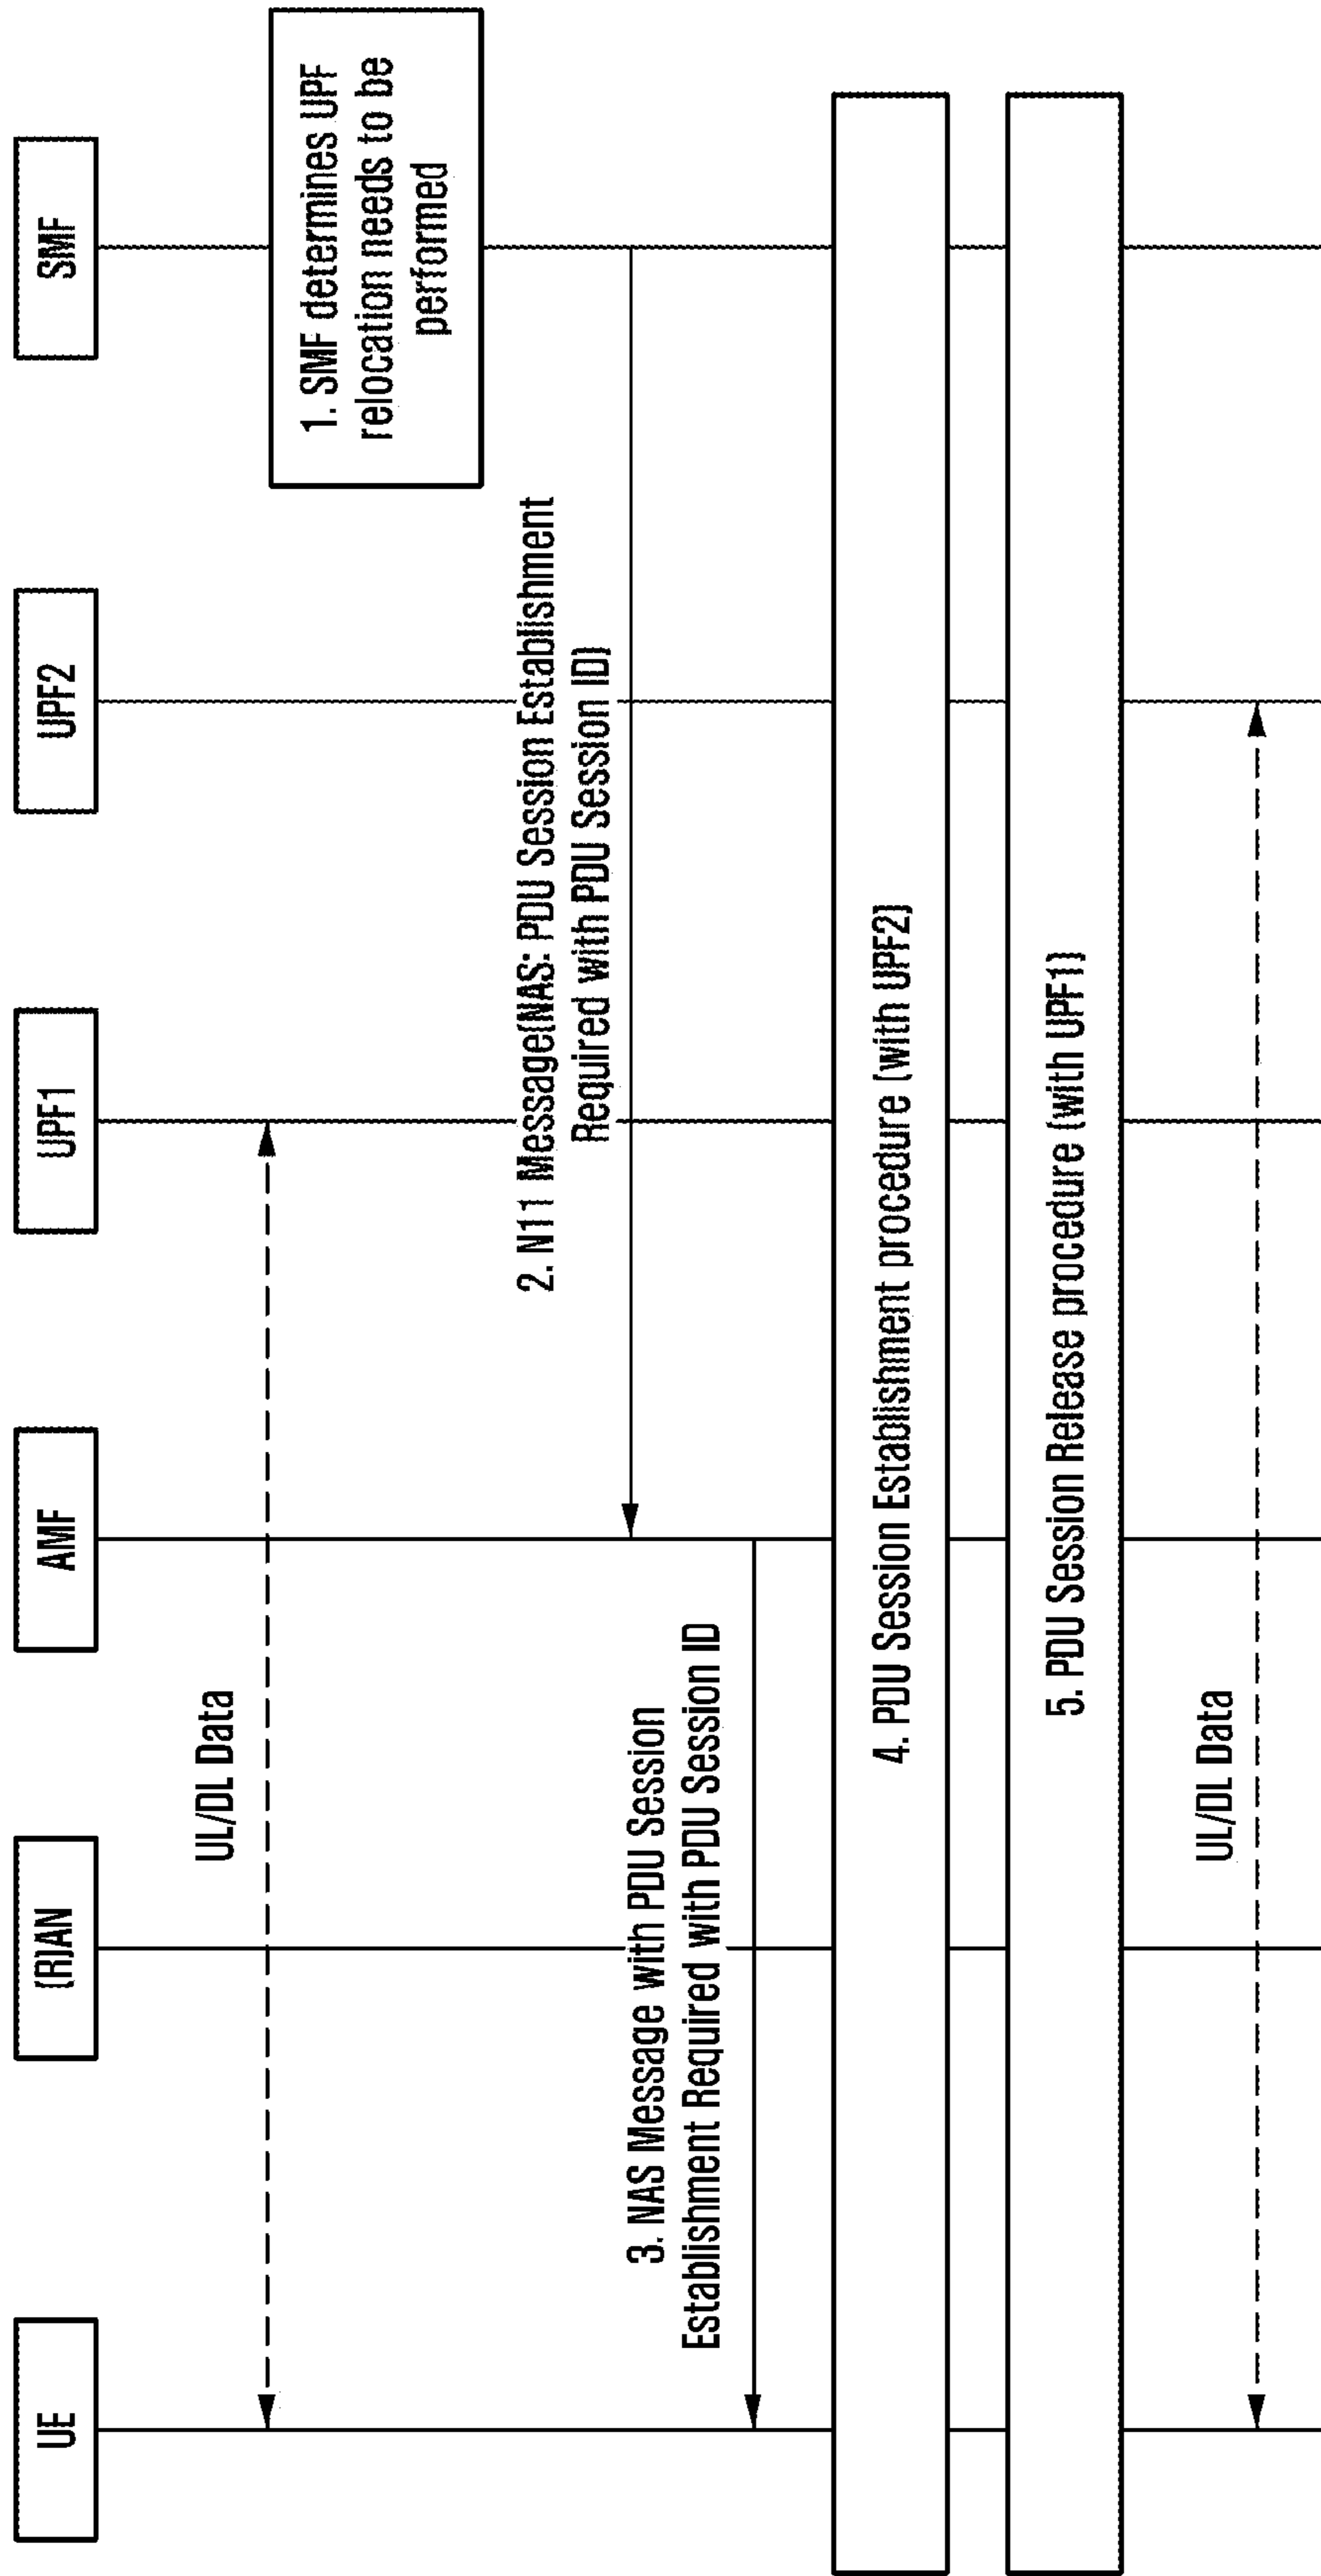 UE
(R)AN
AMF
UPF1
UPF2
SMF
UL/DL Data
1. SMF determines UPF
relocation needs to be
performed
2. N11 Message(NAS: PDU Session Establishment
Required with PDU Session ID)
3. NAS Message with PDU Session
Establishment Required with PDU Session ID
4. PDU Session Establishment procedure (with UPF2)
5. PDU Session Release procedure (with UPF1)
UL/DL Data